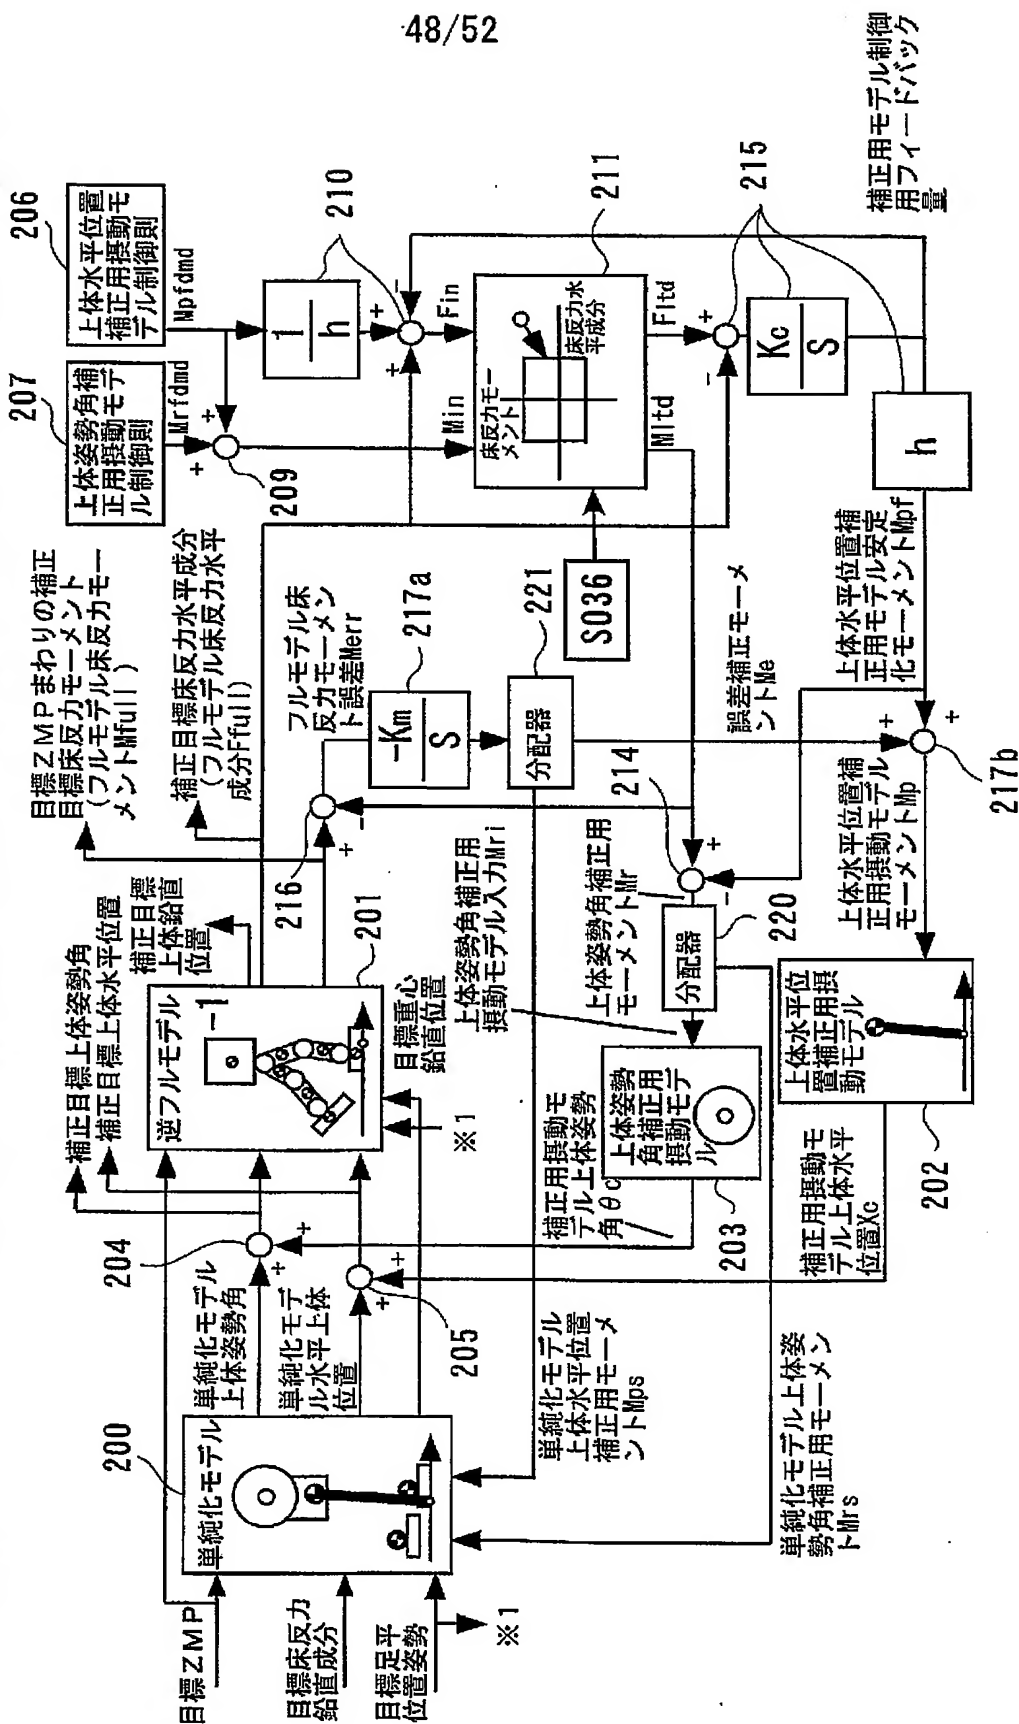 48/52
206
上体水平位置
補正用摂動モ
デル制御則
Mpfdmd
207
上体姿勢角補
正用摂動モデ
ル制御則
Mrfdmd
209
210
1
h
Fin
Min
211
床反力モー
メント
床反力水
平成分
Fltd
Mltd
S036
215
Kc
S
h
補正用モデル制御
用フィードバック
量
目標ZMPまわりの補正
目標床反力モーメント
(フルモデル床反力モー
メントMfull)
補正目標床反力水平成分
(フルモデル床反力水平
成分Ffull)
フルモデル床
反力モーメン
ト誤差Merr
217a
-Km
S
221
分配器
216
誤差補正モーメ
ントMe
上体水平位置補
正用モデル安定
化モーメントMpf
217b
214
上体姿勢角補正用
モーメントMr
220
分配器
上体姿勢角補正用
摂動モデル入力Mri
上体水平位置補
正用摂動モデル
モーメントMp
補正目標上体姿勢角
補正目標上体水平位置
補正目標
上体鉛直
位置
201
逆フルモデル
-1
目標重心
鉛直位置
※1
上体姿勢
角補正用
摂動モデ
ル
203
補正用摂動モ
デル上体姿勢
角θc
上体水平位
置補正用摂
動モデル
202
補正用摂動モ
デル上体水平
位置Xc
204
205
単純化モデル
上体姿勢角
単純化モデ
ル水平上体
位置
200
単純化モデル
単純化モデル
上体水平位置
補正用モーメ
ントMps
単純化モデル上体姿
勢角補正用モーメン
トMrs
目標ZMP
目標床反力
鉛直成分
目標足平
位置姿勢
※1